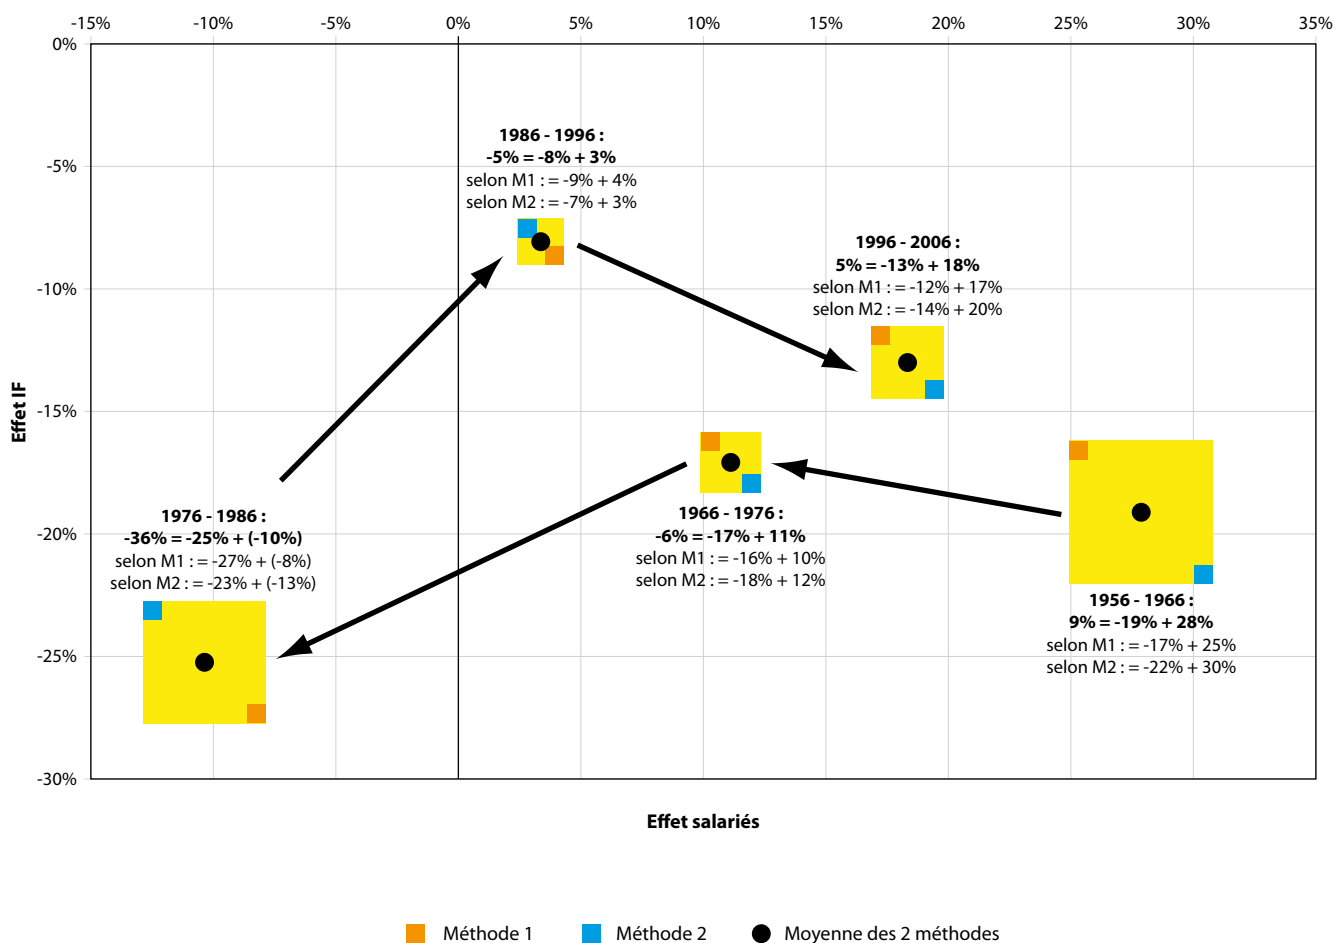 -15%
-10%
-5%
0%
5%
10%
15%
20%
25%
30%
35%
0%
-5%
-10%
-15%
-20%
-25%
-30%
Effet IF
1986 - 1996 :
-5% = -8% + 3%
selon M1 : = -9% + 4%
selon M2 : = -7% + 3%
1996 - 2006 :
5% = -13% + 18%
selon M1 : = -12% + 17%
selon M2 : = -14% + 20%
1976 - 1986 :
-36% = -25% + (-10%)
selon M1 : = -27% + (-8%)
selon M2 : = -23% + (-13%)
1966 - 1976 :
-6% = -17% + 11%
selon M1 : = -16% + 10%
selon M2 : = -18% + 12%
1956 - 1966 :
9% = -19% + 28%
selon M1 : = -17% + 25%
selon M2 : = -22% + 30%
Effet salariés
Méthode 1
Méthode 2
Moyenne des 2 méthodes